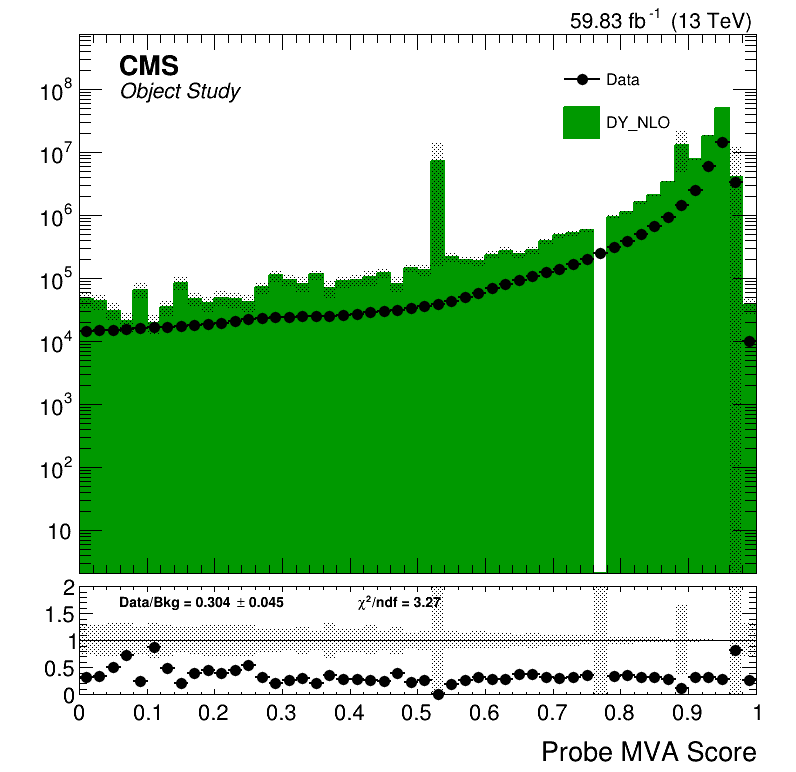 59.83 fb⁻¹ (13 TeV)
CMS
Object Study
Data
DY_NLO
10⁸
10⁷
10⁶
10⁵
10⁴
10³
10²
10
Data/Bkg = 0.304 ± 0.045
χ²/ndf = 3.27
2
1.5
1
0.5
0
0 0.1 0.2 0.3 0.4 0.5 0.6 0.7 0.8 0.9 1
Probe MVA Score